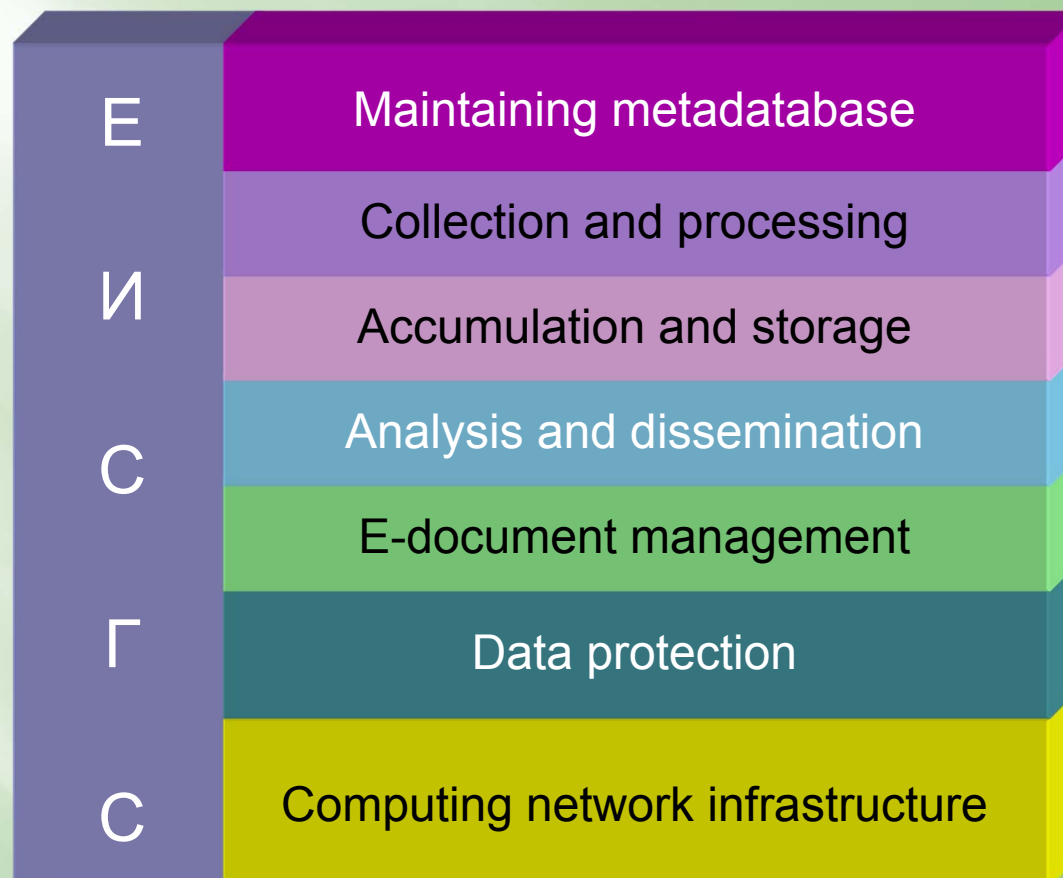 Е
И
С
Г
С
Maintaining metadatabase
Collection and processing
Accumulation and storage
Analysis and dissemination
E-document management
Data protection
Computing network infrastructure